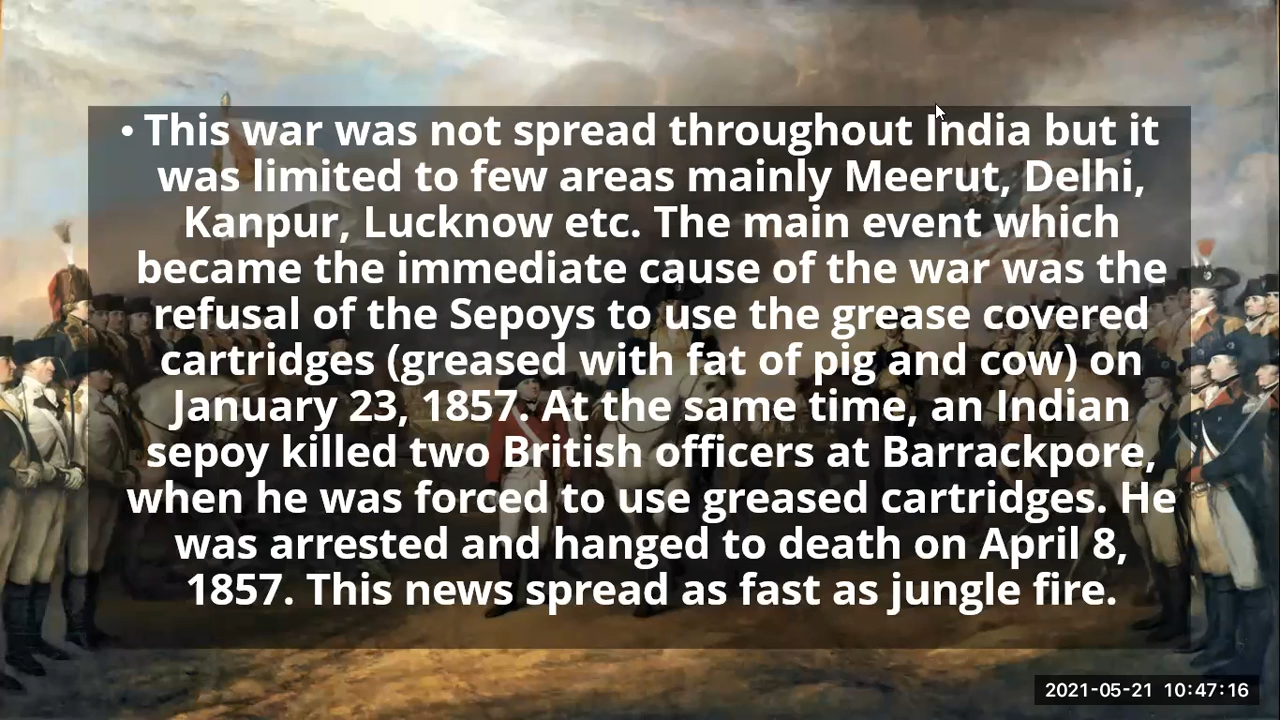 • This war was not spread throughout India but it
was limited to few areas mainly Meerut, Delhi,
Kanpur, Lucknow etc. The main event which
became the immediate cause of the war was the
refusal of the Sepoys to use the grease covered
cartridges (greased with fat of pig and cow) on
January 23, 1857. At the same time, an Indian
sepoy killed two British officers at Barrackpore,
when he was forced to use greased cartridges. He
was arrested and hanged to death on April 8,
1857. This news spread as fast as jungle fire.
2021-05-21 10:47:16